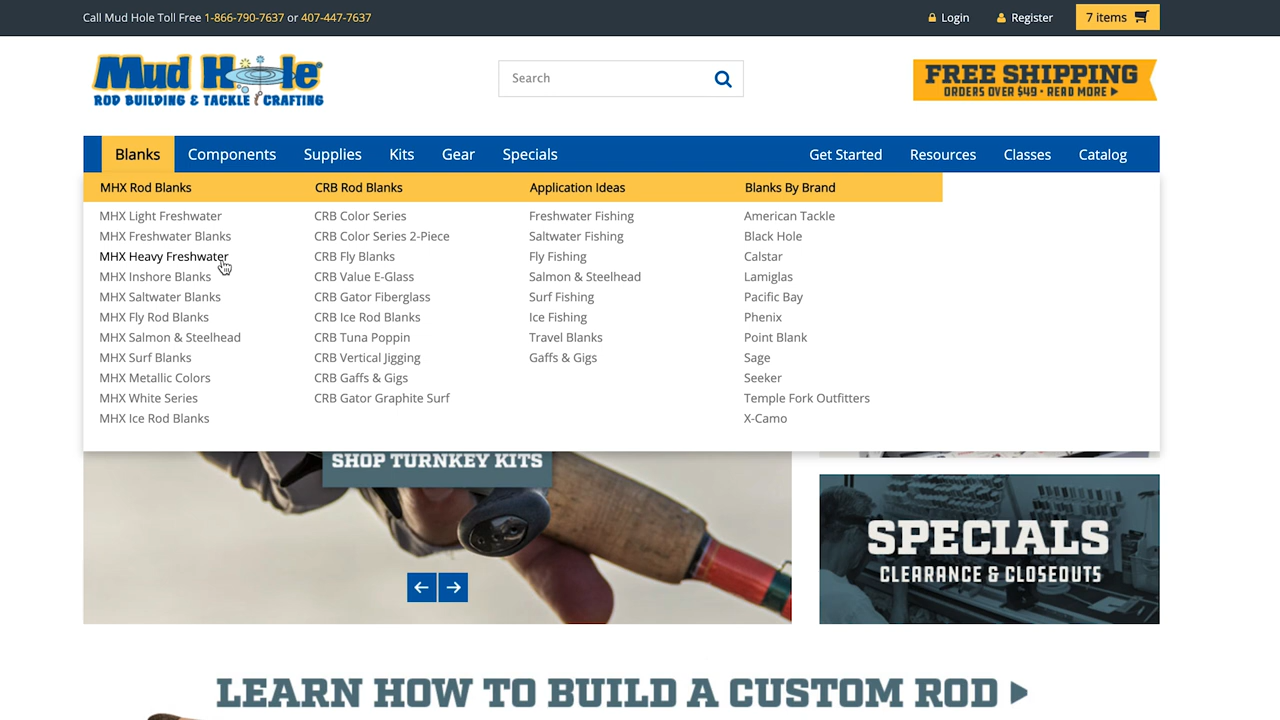 Call Mud Hole Toll Free 1-866-790-7637 or 407-447-7637
Login
Register
7 items
Mud Hole
ROD BUILDING & TACKLE CRAFTING
Search
FREE SHIPPING
ORDERS OVER $49 • READ MORE
Blanks
Components
Supplies
Kits
Gear
Specials
Get Started
Resources
Classes
Catalog
MHX Rod Blanks
MHX Light Freshwater
MHX Freshwater Blanks
MHX Heavy Freshwater
MHX Inshore Blanks
MHX Saltwater Blanks
MHX Fly Rod Blanks
MHX Salmon & Steelhead
MHX Surf Blanks
MHX Metallic Colors
MHX White Series
MHX Ice Rod Blanks
CRB Rod Blanks
CRB Color Series
CRB Color Series 2-Piece
CRB Fly Blanks
CRB Value E-Glass
CRB Gator Fiberglass
CRB Ice Rod Blanks
CRB Tuna Poppin
CRB Vertical Jigging
CRB Gaffs & Gigs
CRB Gator Graphite Surf
Application Ideas
Freshwater Fishing
Saltwater Fishing
Fly Fishing
Salmon & Steelhead
Surf Fishing
Ice Fishing
Travel Blanks
Gaffs & Gigs
Blanks By Brand
American Tackle
Black Hole
Calstar
Lamiglas
Pacific Bay
Phenix
Point Blank
Sage
Seeker
Temple Fork Outfitters
X-Camo
SHOP TURNKEY KITS
SPECIALS
CLEARANCE & CLOSEOUTS
LEARN HOW TO BUILD A CUSTOM ROD